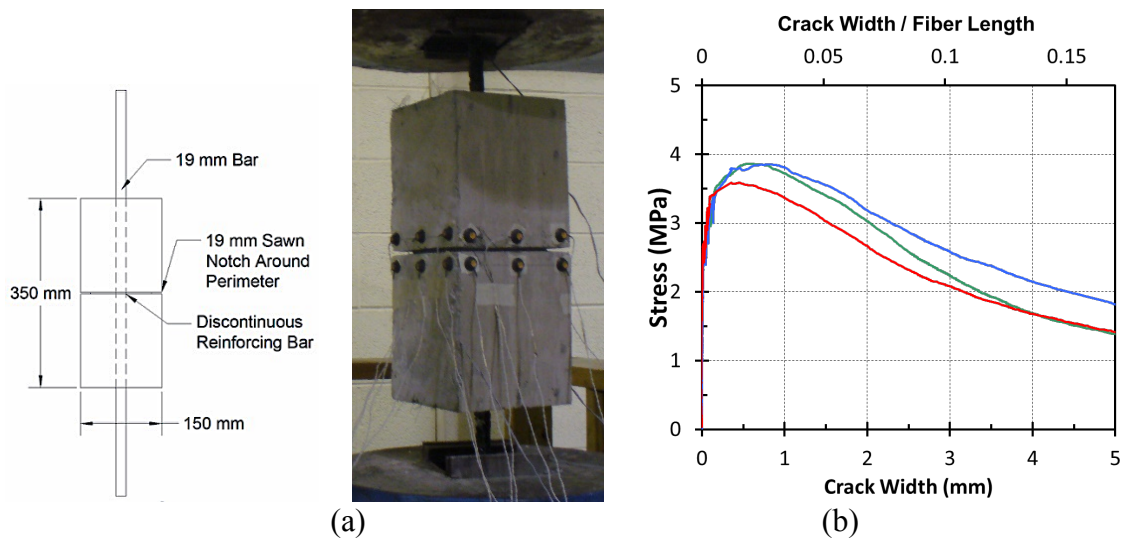 19 mm Bar
19 mm Sawn
Notch Around
Perimeter
350 mm
Discontinuous
Reinforcing Bar
150 mm
(a)
Crack Width / Fiber Length
0 0.05 0.1 0.15
5
4
3
2
1
0
Stress (MPa)
0 1 2 3 4 5
Crack Width (mm)
(b)